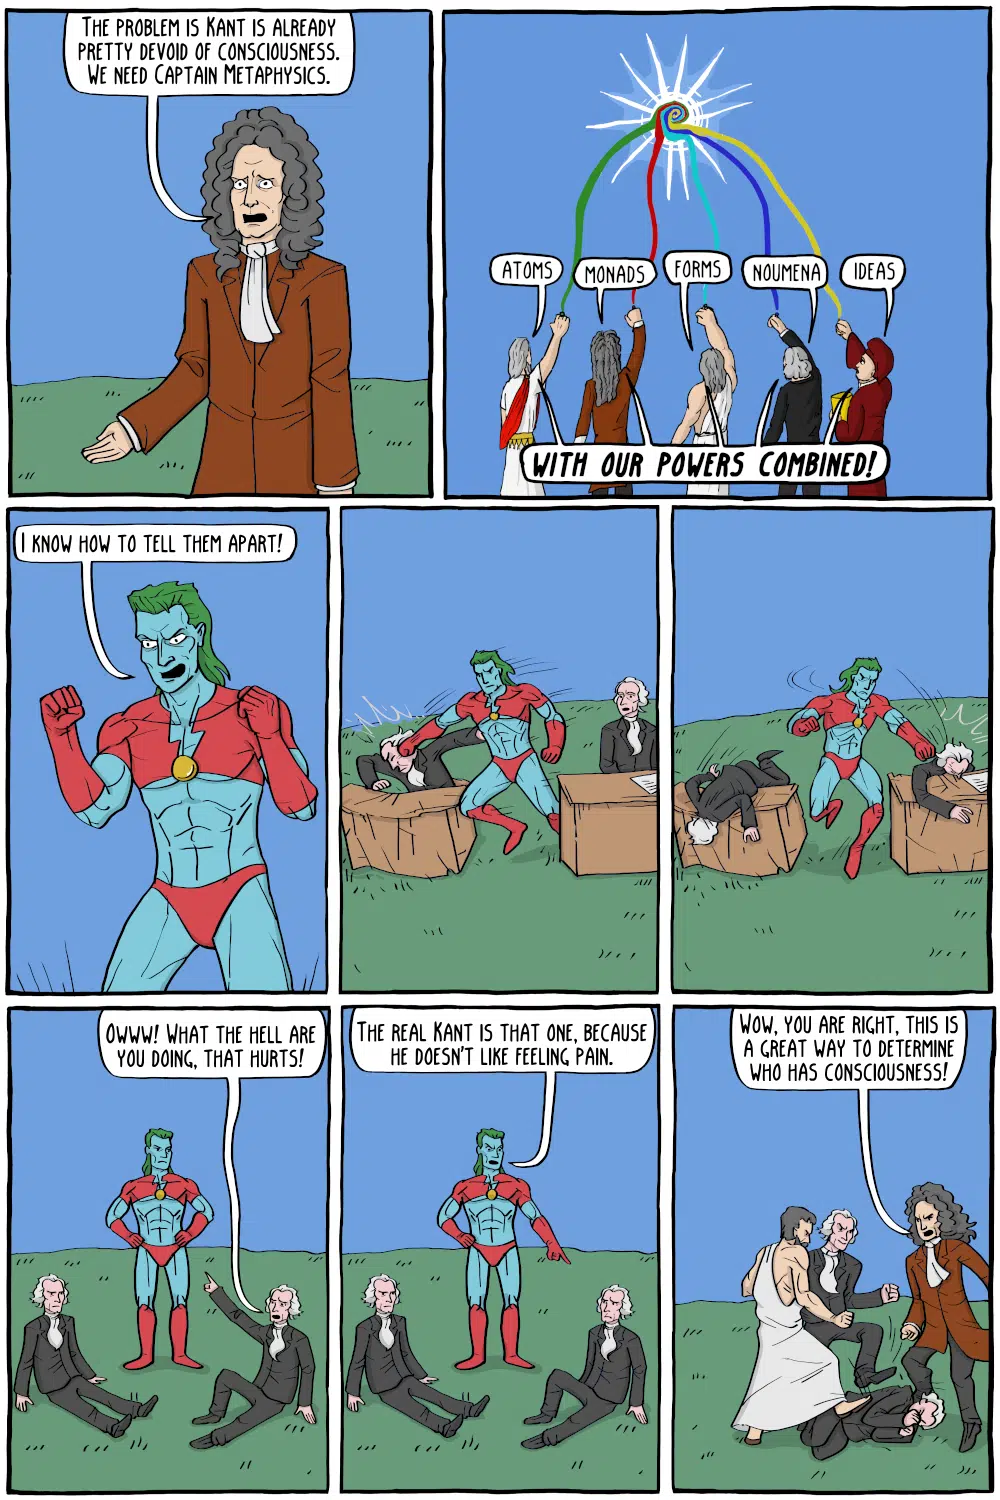 THE PROBLEM IS KANT IS ALREADY
PRETTY DEVOID OF CONSCIOUSNESS.
WE NEED CAPTAIN METAPHYSICS.
ATOMS
MONADS
FORMS
NOUMENA
IDEAS
WITH OUR POWERS COMBINED!
I KNOW HOW TO TELL THEM APART!
OWWW! WHAT THE HELL ARE
YOU DOING, THAT HURTS!
THE REAL KANT IS THAT ONE, BECAUSE
HE DOESN'T LIKE FEELING PAIN.
WOW, YOU ARE RIGHT, THIS IS
A GREAT WAY TO DETERMINE
WHO HAS CONSCIOUSNESS!